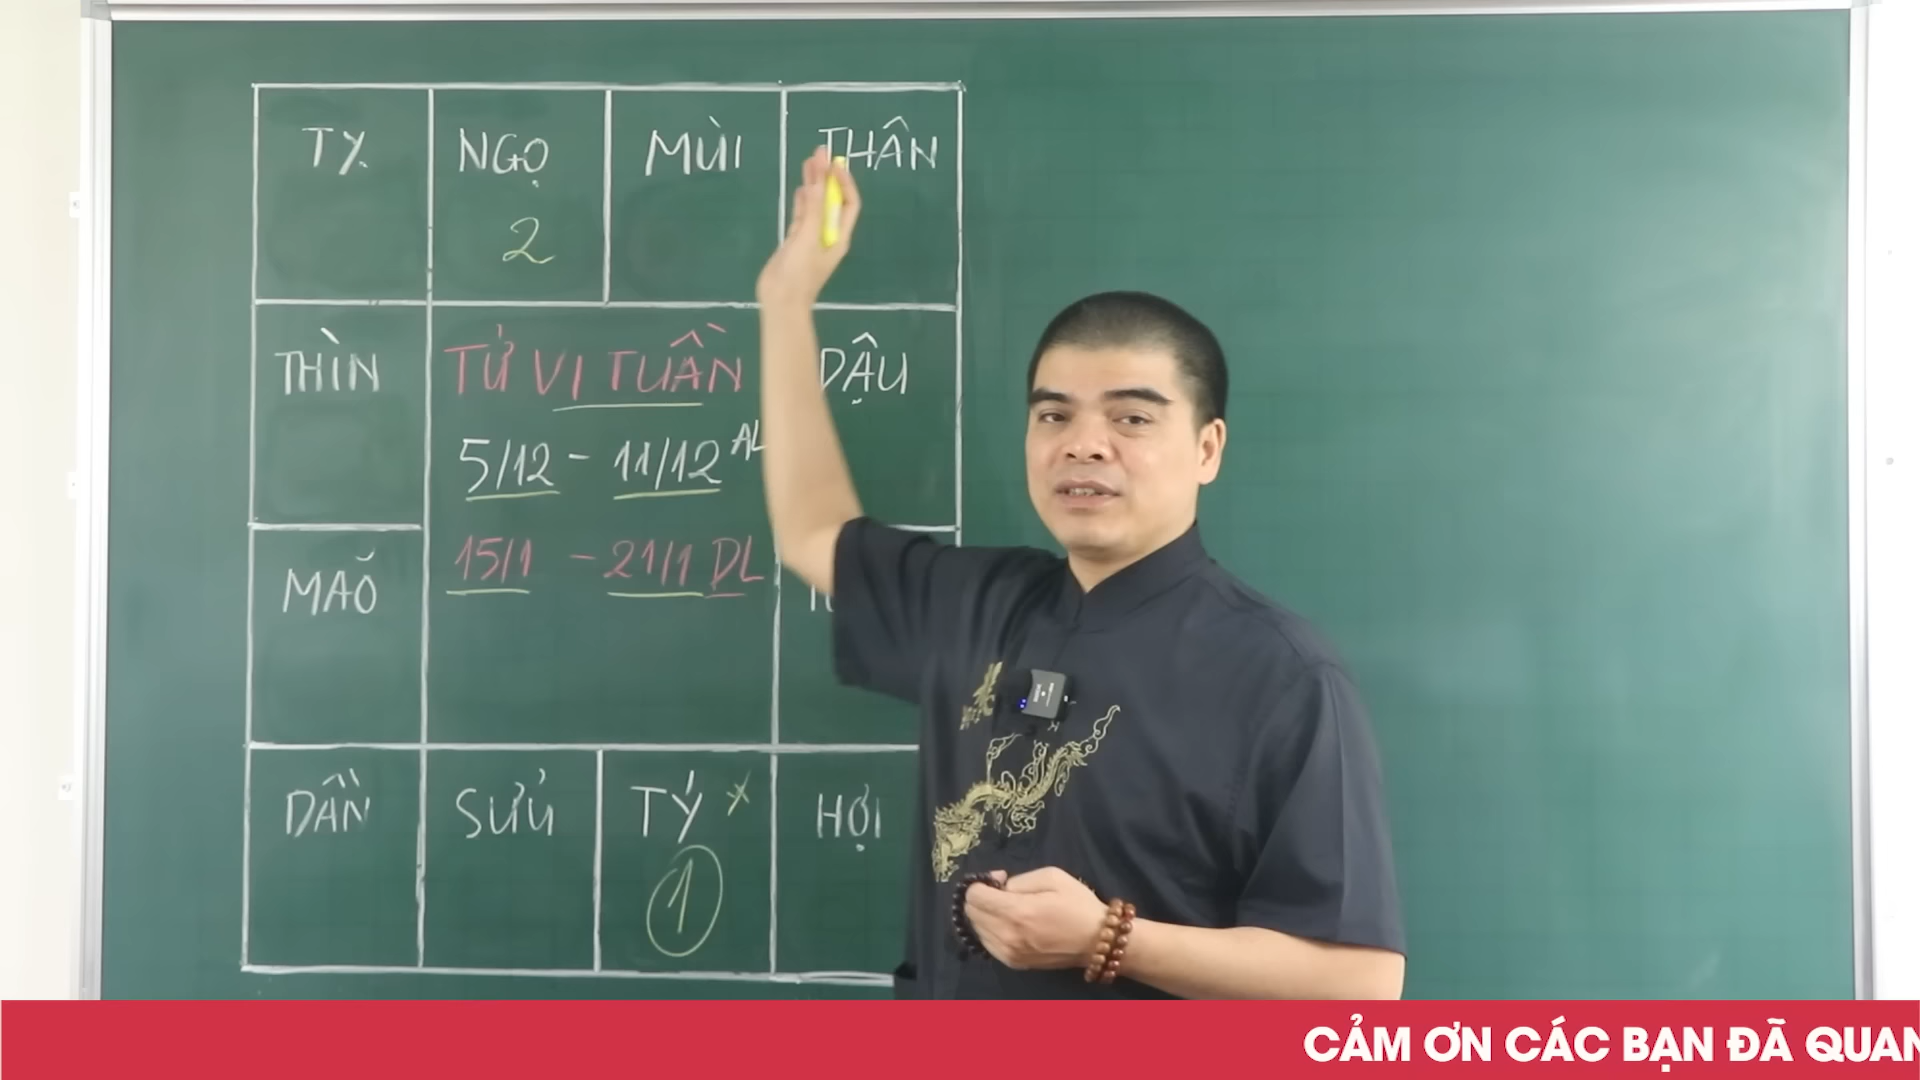 TỴ NGỌ MÙI THÂN
2
THÌN TỬ VI TUẦN DẬU
5/12 - 11/12 AL
15/1 - 21/1 DL
MAÕ
DẦN SỬU TÝ HỢI
1
CẢM ƠN CÁC BẠN ĐÃ QUAN